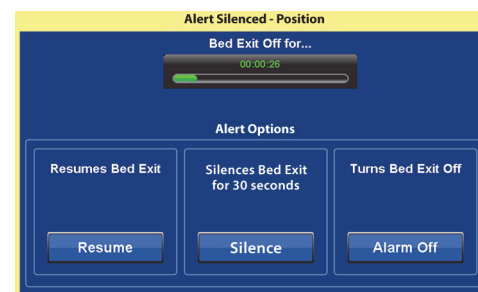 Alert Silenced - Position
Bed Exit Off for...
00:00:26
Alert Options
Resumes Bed Exit
Resume
Silences Bed Exit
for 30 seconds
Silence
Turns Bed Exit Off
Alarm Off